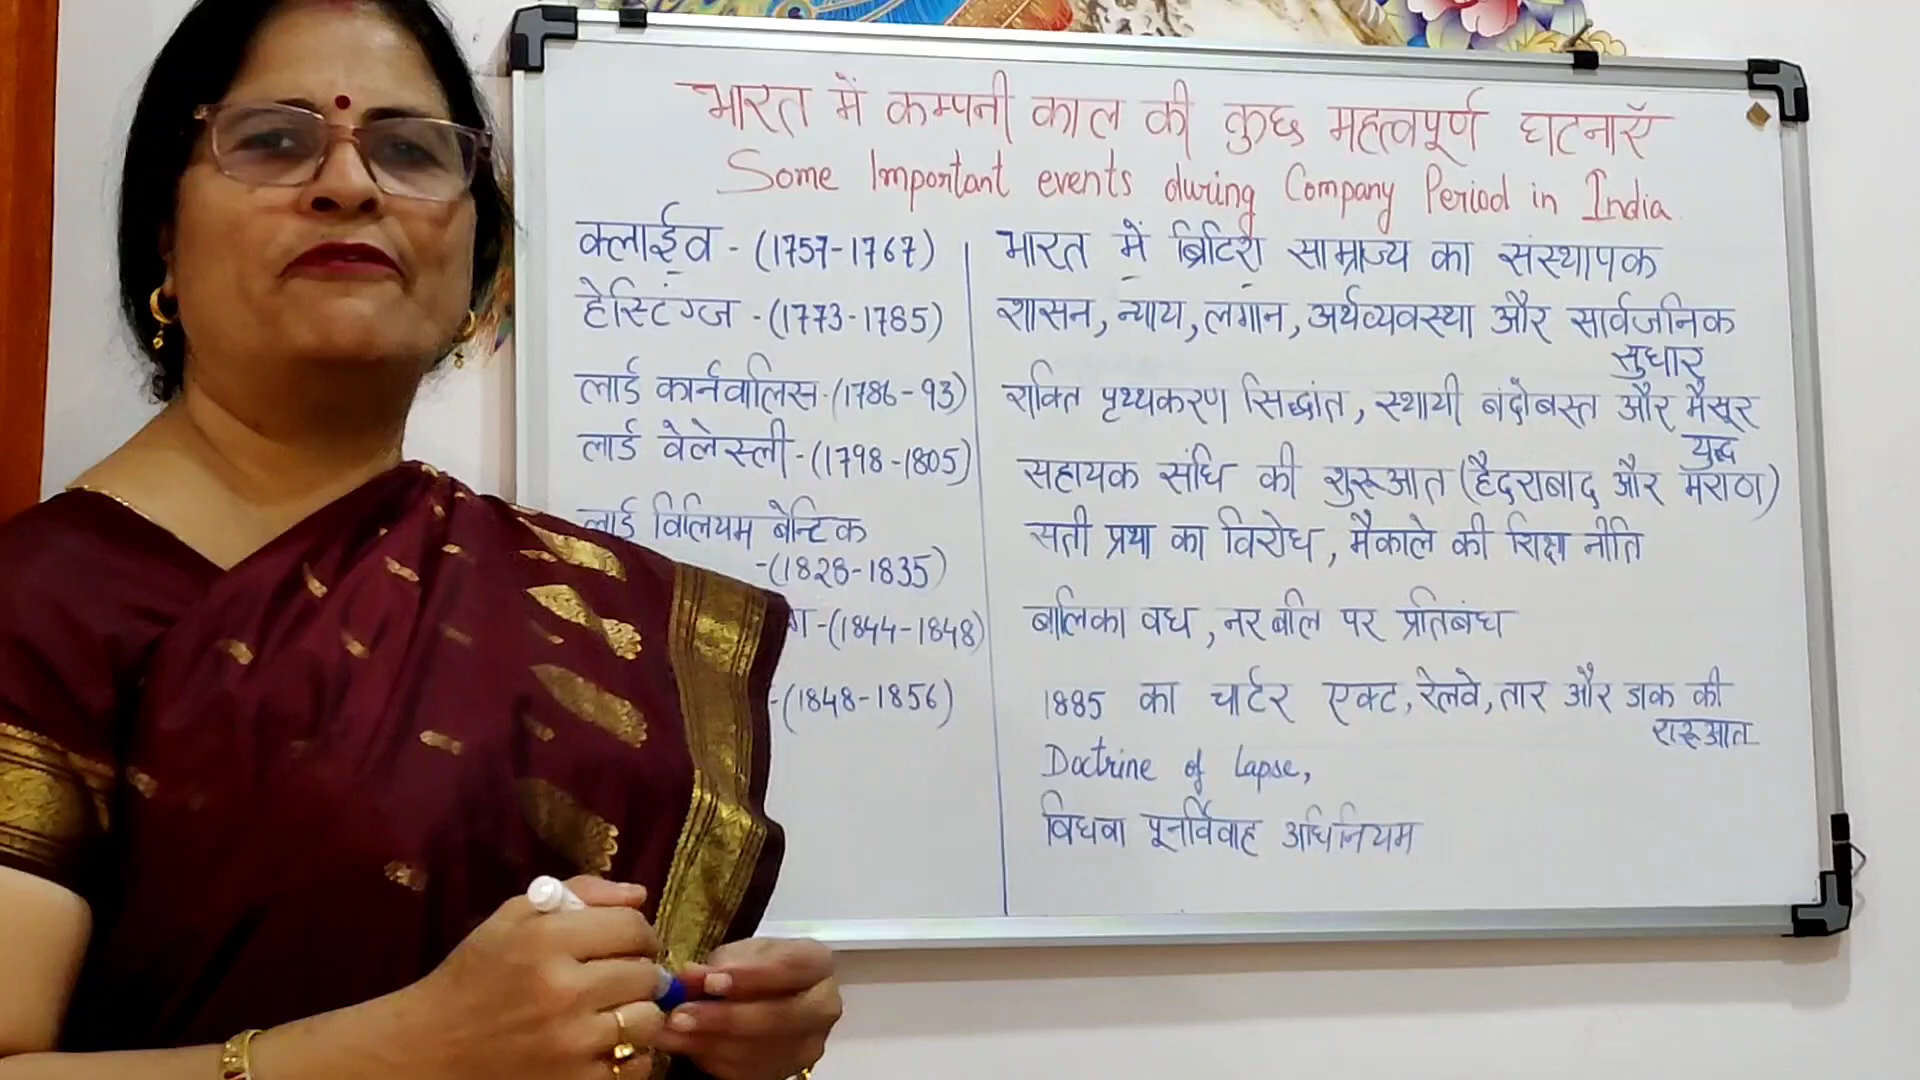 भारत में कम्पनी काल की कुछ महत्वपूर्ण घटनाएँ
Some Important events during Company Period in India.
क्लाईव - (1757-1767) भारत में ब्रिटिश साम्राज्य का संस्थापक
हेस्टिंग्ज - (1773-1785) शासन, न्याय, लगान, अर्थव्यवस्था और सार्वजनिक
सुधार
लार्ड कार्नवालिस - (1786-93) शक्ति पृथ्थकरण सिद्धांत, स्थायी बंदोबस्त और मैसूर
युद्ध
लार्ड वेलेस्ली - (1798-1805) सहायक संधि की शुरूआत (हैदराबाद और मराठा)
लार्ड विलियम बेन्टिक सती प्रथा का विरोध, मैकाले की शिक्षा नीति
-(1828-1835)
-(1844-1848) बालिका वध, नर बलि पर प्रतिबंध
-(1848-1856) 1885 का चार्टर एक्ट, रेलवे, तार और डाक की
शरूआत
Doctrine of Lapse,
विधवा पूर्नविवाह अधिनियम